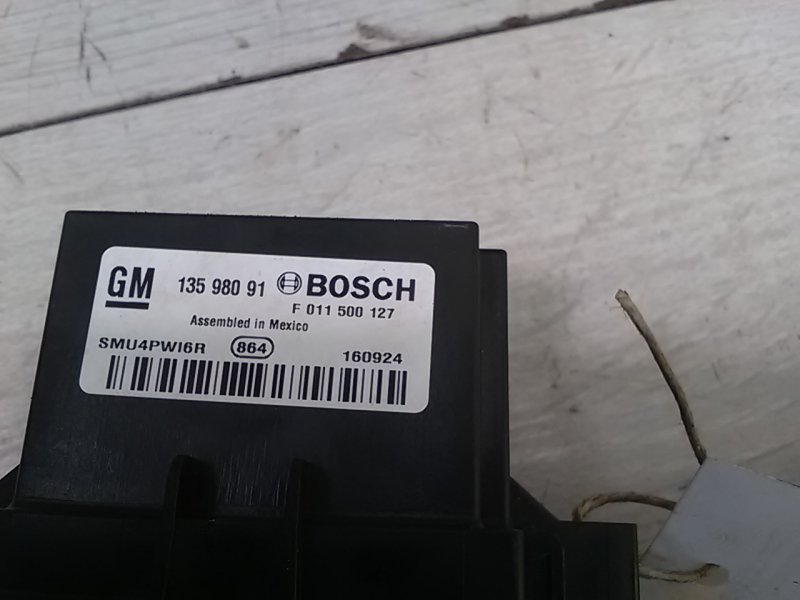 GM 135 980 91 BOSCH
F 011 500 127
Assembled in Mexico
SMU4PWI6R 864 160924